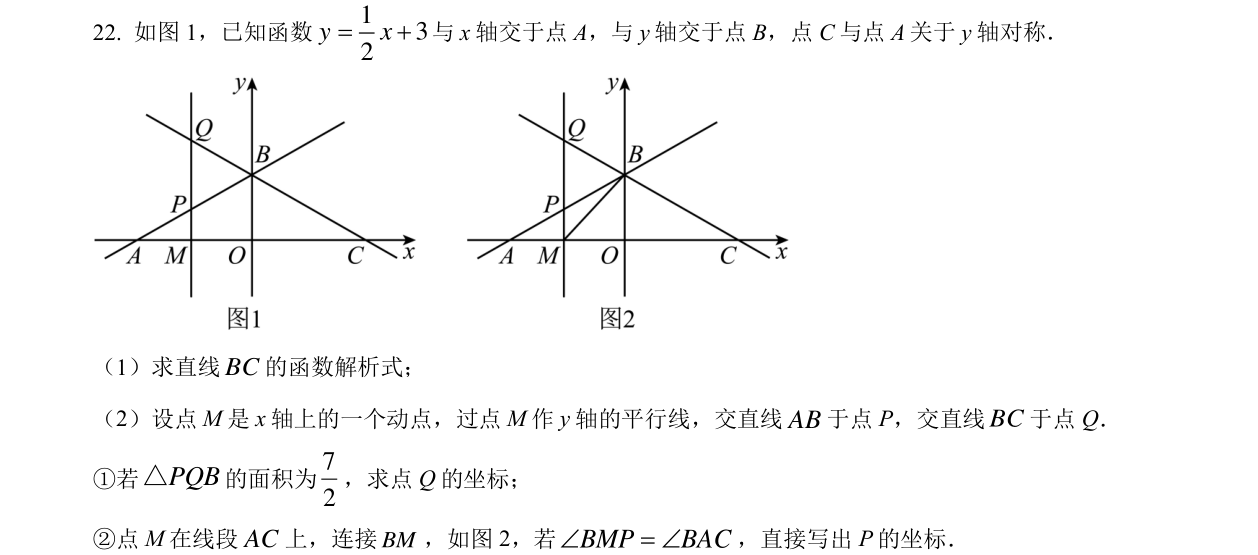 22. 如图 1，已知函数 y = \frac{1}{2}x + 3 与 x 轴交于点 A，与 y 轴交于点 B，点 C 与点 A 关于 y 轴对称．
y y
Q Q
B B
P P
A M O C x A M O C x
图1 图2
（1）求直线 BC 的函数解析式；
（2）设点 M 是 x 轴上的一个动点，过点 M 作 y 轴的平行线，交直线 AB 于点 P，交直线 BC 于点 Q．
①若 △PQB 的面积为 \frac{7}{2}，求点 Q 的坐标；
②点 M 在线段 AC 上，连接 BM，如图 2，若 ∠BMP = ∠BAC，直接写出 P 的坐标．